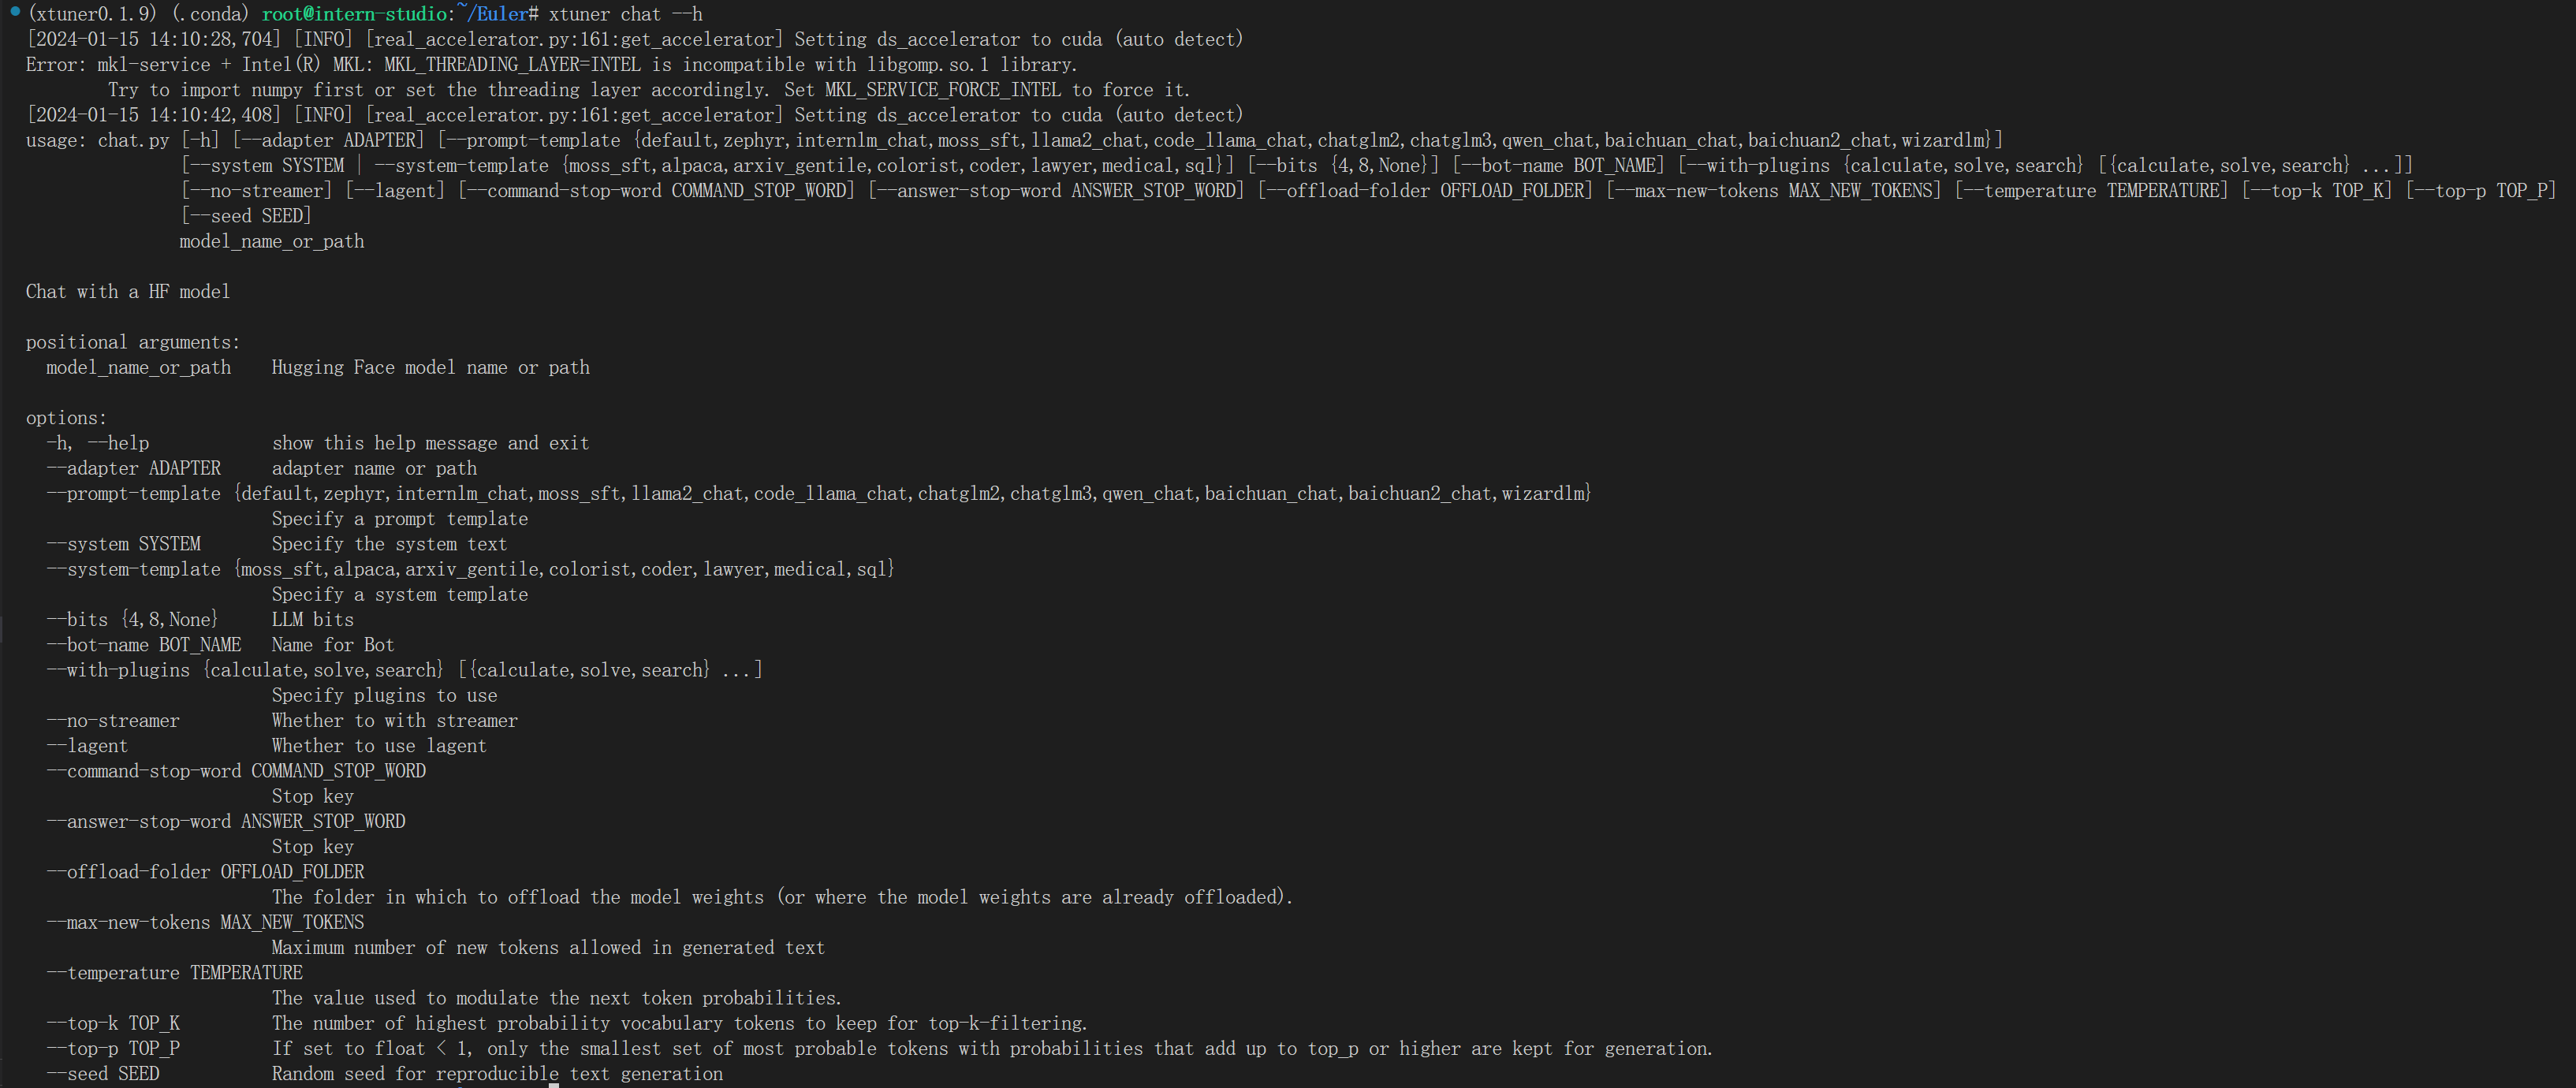 (xtuner0.1.9) (.conda) root@intern-studio:~/Euler# xtuner chat --h
[2024-01-15 14:10:28,704] [INFO] [real_accelerator.py:161:get_accelerator] Setting ds_accelerator to cuda (auto detect)
Error: mkl-service + Intel(R) MKL: MKL_THREADING_LAYER=INTEL is incompatible with libgomp.so.1 library.
        Try to import numpy first or set the threading layer accordingly. Set MKL_SERVICE_FORCE_INTEL to force it.
[2024-01-15 14:10:42,408] [INFO] [real_accelerator.py:161:get_accelerator] Setting ds_accelerator to cuda (auto detect)
usage: chat.py [-h] [--adapter ADAPTER] [--prompt-template {default,zephyr,internlm_chat,moss_sft,llama2_chat,code_llama_chat,chatglm2,chatglm3,qwen_chat,baichuan_chat,baichuan2_chat,wizardlm}]
               [--system SYSTEM | --system-template {moss_sft,alpaca,arxiv_gentile,colorist,coder,lawyer,medical,sql}] [--bits {4,8,None}] [--bot-name BOT_NAME] [--with-plugins {calculate,solve,search} [{calculate,solve,search} ...]]
               [--no-streamer] [--lagent] [--command-stop-word COMMAND_STOP_WORD] [--answer-stop-word ANSWER_STOP_WORD] [--offload-folder OFFLOAD_FOLDER] [--max-new-tokens MAX_NEW_TOKENS] [--temperature TEMPERATURE] [--top-k TOP_K] [--top-p TOP_P]
               [--seed SEED]
               model_name_or_path

Chat with a HF model

positional arguments:
  model_name_or_path    Hugging Face model name or path

options:
  -h, --help            show this help message and exit
  --adapter ADAPTER     adapter name or path
  --prompt-template {default,zephyr,internlm_chat,moss_sft,llama2_chat,code_llama_chat,chatglm2,chatglm3,qwen_chat,baichuan_chat,baichuan2_chat,wizardlm}
                        Specify a prompt template
  --system SYSTEM       Specify the system text
  --system-template {moss_sft,alpaca,arxiv_gentile,colorist,coder,lawyer,medical,sql}
                        Specify a system template
  --bits {4,8,None}     LLM bits
  --bot-name BOT_NAME   Name for Bot
  --with-plugins {calculate,solve,search} [{calculate,solve,search} ...]
                        Specify plugins to use
  --no-streamer         Whether to with streamer
  --lagent              Whether to use lagent
  --command-stop-word COMMAND_STOP_WORD
                        Stop key
  --answer-stop-word ANSWER_STOP_WORD
                        Stop key
  --offload-folder OFFLOAD_FOLDER
                        The folder in which to offload the model weights (or where the model weights are already offloaded).
  --max-new-tokens MAX_NEW_TOKENS
                        Maximum number of new tokens allowed in generated text
  --temperature TEMPERATURE
                        The value used to modulate the next token probabilities.
  --top-k TOP_K         The number of highest probability vocabulary tokens to keep for top-k-filtering.
  --top-p TOP_P         If set to float < 1, only the smallest set of most probable tokens with probabilities that add up to top_p or higher are kept for generation.
  --seed SEED           Random seed for reproducible text generation